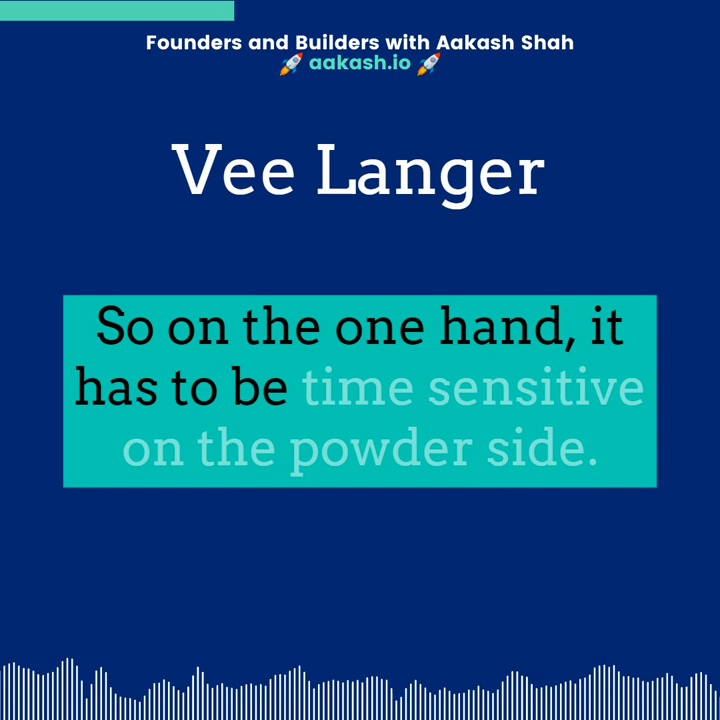 Founders and Builders with Aakash Shah
🚀 aakash.io 🚀
Vee Langer
So on the one hand, it
has to be time sensitive
on the powder side.